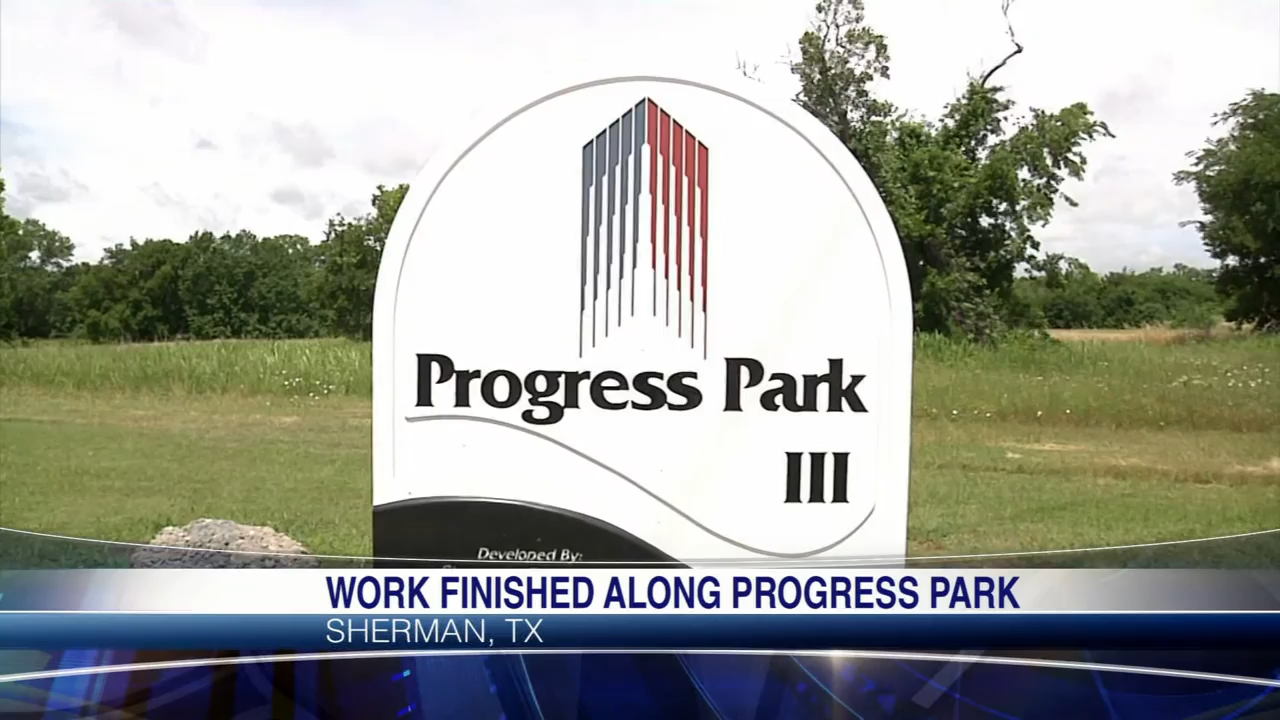 Progress Park
III
Developed By:
WORK FINISHED ALONG PROGRESS PARK
SHERMAN, TX